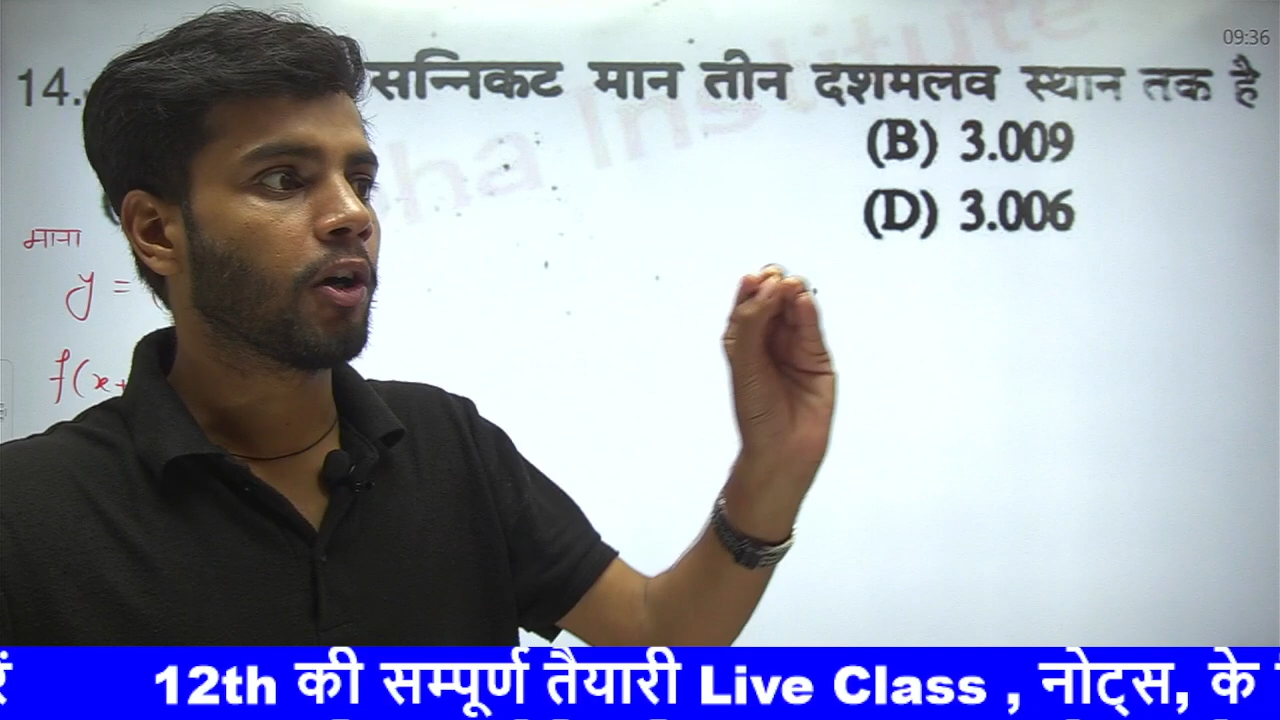 09:36
14. सन्निकट मान तीन दशमलव स्थान तक है
(B) 3.009
(D) 3.006
माना
y =
f(x+
12th की सम्पूर्ण तैयारी Live Class , नोट्स, के